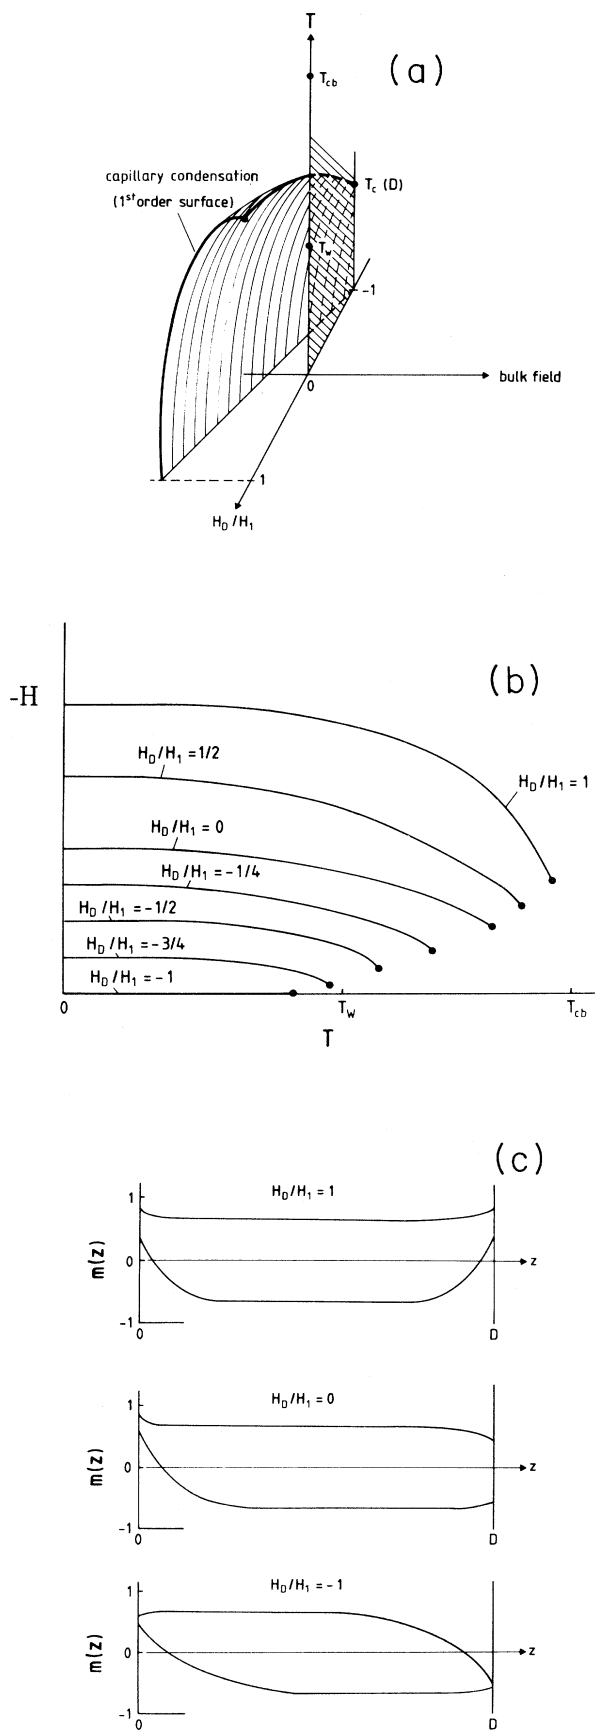 T
(a)
T_cb
capillary condensation
(1st order surface)
T_c (D)
T_w
-1
0
bulk field
1
H_D/H_1
(b)
-H
H_D/H_1 = 1/2
H_D/H_1 = 1
H_D/H_1 = 0
H_D/H_1 = -1/4
H_D/H_1 = -1/2
H_D/H_1 = -3/4
H_D/H_1 = -1
0
T_w
T_cb
T
(c)
H_D/H_1 = 1
1
m(z)
0
z
-1
0
D
H_D/H_1 = 0
1
m(z)
0
z
-1
0
D
H_D/H_1 = -1
1
m(z)
0
z
-1
0
D